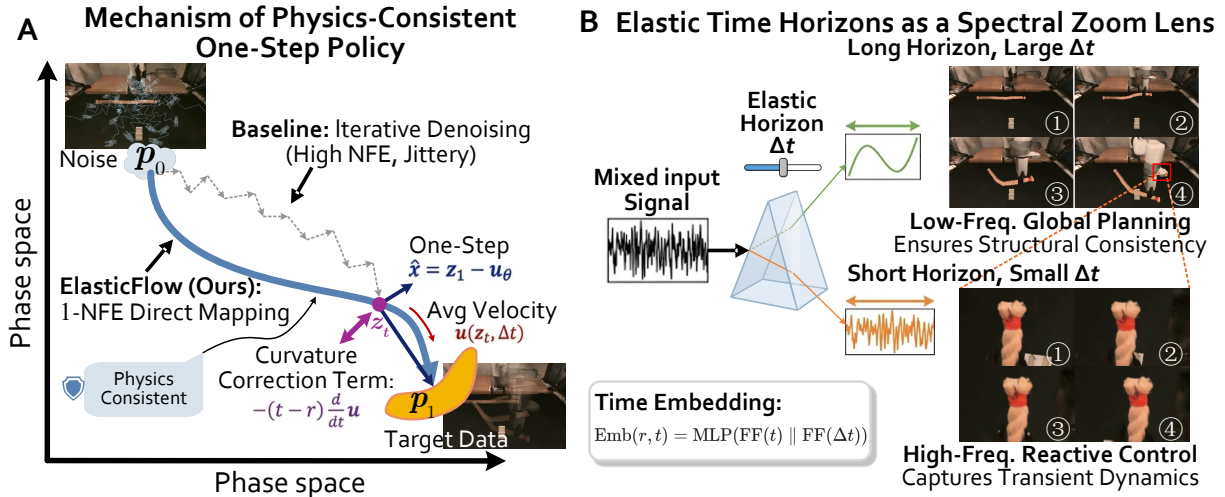 A
Mechanism of Physics-Consistent
One-Step Policy
Phase space
Noise
p₀
Baseline: Iterative Denoising
(High NFE, Jittery)
ElasticFlow (Ours):
1-NFE Direct Mapping
One-Step
x̂ = z₁ − u_θ
z_t
Avg Velocity
u(z_t, Δt)
Curvature
Correction Term:
−(t − r) d/dt u
Physics
Consistent
p₁
Target Data
Phase space
B
Elastic Time Horizons as a Spectral Zoom Lens
Long Horizon, Large Δt
Elastic
Horizon
Δt
Mixed input
Signal
①
②
③
④
Low-Freq. Global Planning
Ensures Structural Consistency
Short Horizon, Small Δt
①
②
③
④
Time Embedding:
Emb(r, t) = MLP(FF(t) ∥ FF(Δt))
High-Freq. Reactive Control
Captures Transient Dynamics